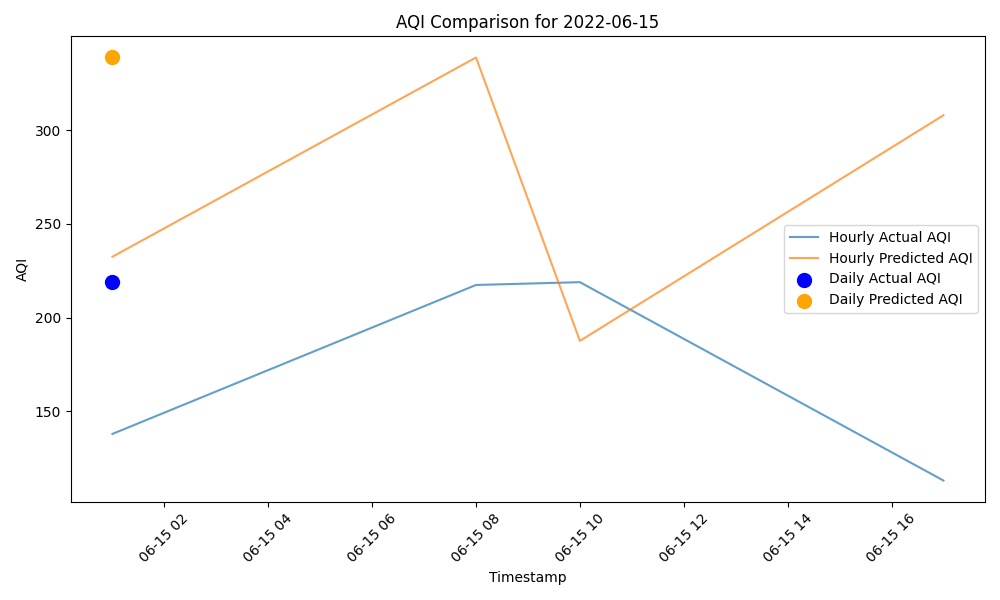 AQI Comparison for 2022-06-15
AQI
300
250
200
150
Hourly Actual AQI
Hourly Predicted AQI
Daily Actual AQI
Daily Predicted AQI
06-15 02
06-15 04
06-15 06
06-15 08
06-15 10
06-15 12
06-15 14
06-15 16
Timestamp